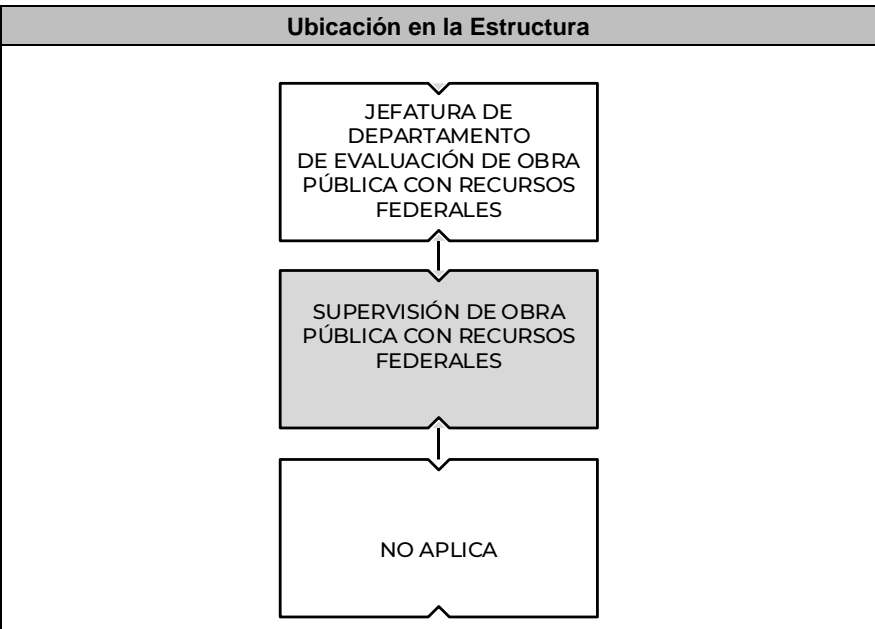 Ubicación en la Estructura
JEFATURA DE
DEPARTAMENTO
DE EVALUACIÓN DE OBRA
PÚBLICA CON RECURSOS
FEDERALES
SUPERVISIÓN DE OBRA
PÚBLICA CON RECURSOS
FEDERALES
NO APLICA